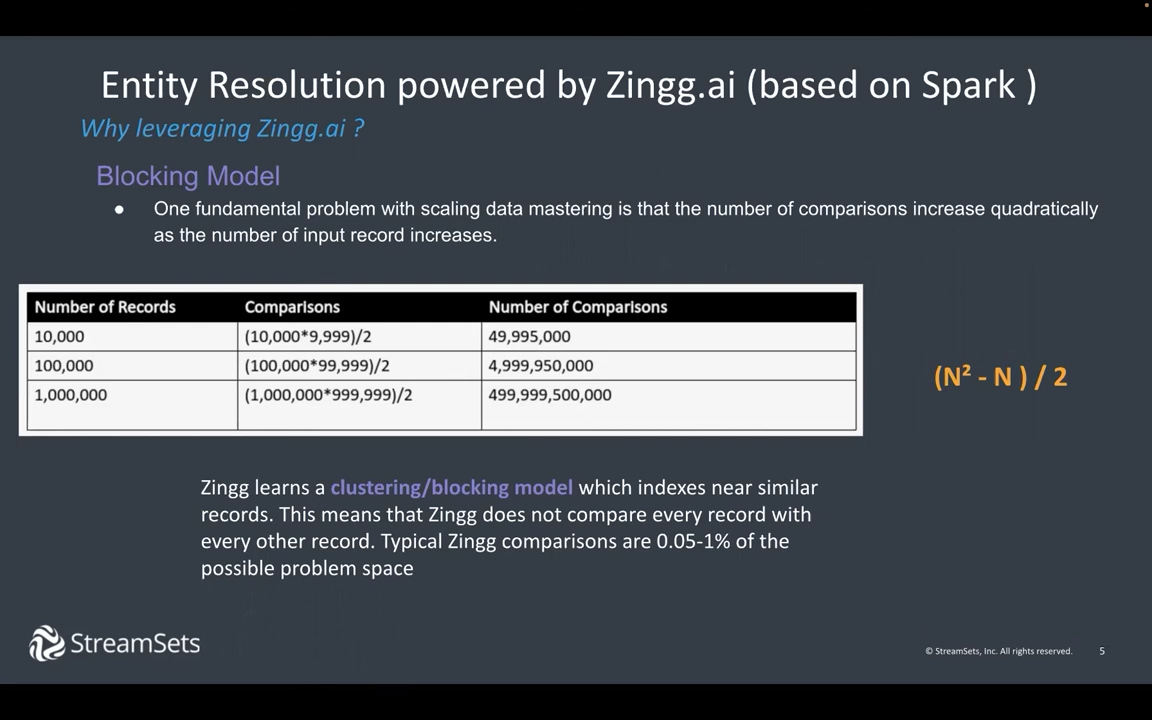 Entity Resolution powered by Zingg.ai (based on Spark )
Why leveraging Zingg.ai ?
Blocking Model
● One fundamental problem with scaling data mastering is that the number of comparisons increase quadratically
as the number of input record increases.
Number of Records Comparisons Number of Comparisons
10,000 (10,000*9,999)/2 49,995,000
100,000 (100,000*99,999)/2 4,999,950,000
1,000,000 (1,000,000*999,999)/2 499,999,500,000
(N² - N ) / 2
Zingg learns a clustering/blocking model which indexes near similar
records. This means that Zingg does not compare every record with
every other record. Typical Zingg comparisons are 0.05-1% of the
possible problem space
StreamSets
© StreamSets, Inc. All rights reserved. 5